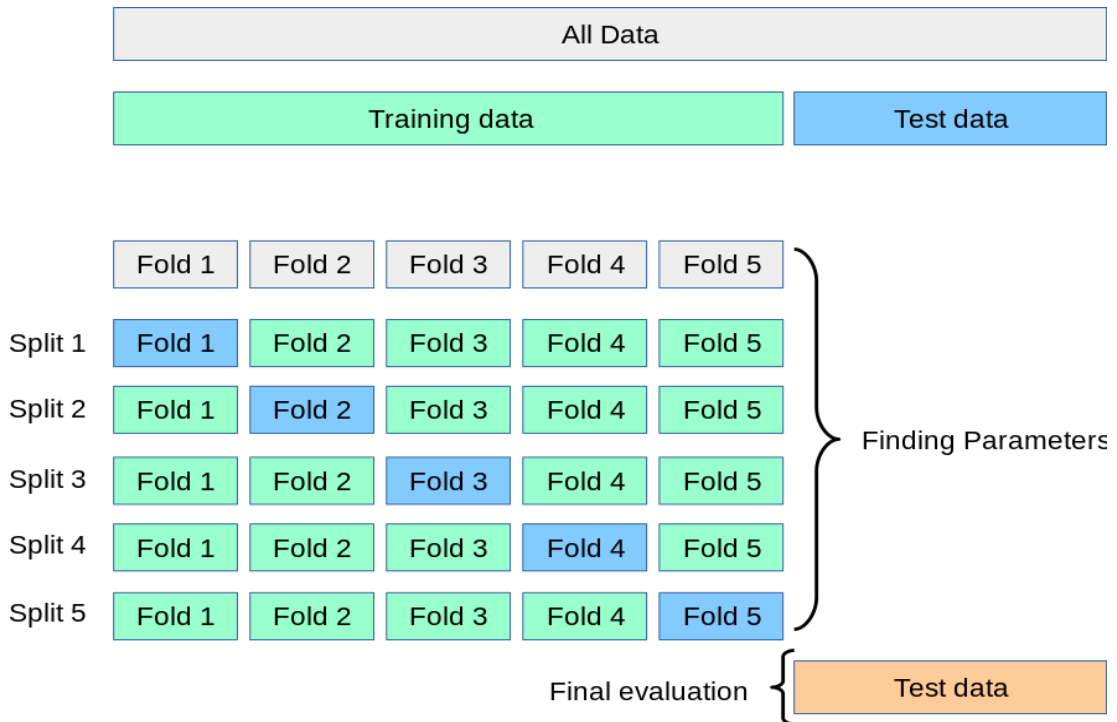 All Data
Training data Test data
Fold 1 Fold 2 Fold 3 Fold 4 Fold 5
Split 1 Fold 1 Fold 2 Fold 3 Fold 4 Fold 5
Split 2 Fold 1 Fold 2 Fold 3 Fold 4 Fold 5
Finding Parameters
Split 3 Fold 1 Fold 2 Fold 3 Fold 4 Fold 5
Split 4 Fold 1 Fold 2 Fold 3 Fold 4 Fold 5
Split 5 Fold 1 Fold 2 Fold 3 Fold 4 Fold 5
Final evaluation Test data